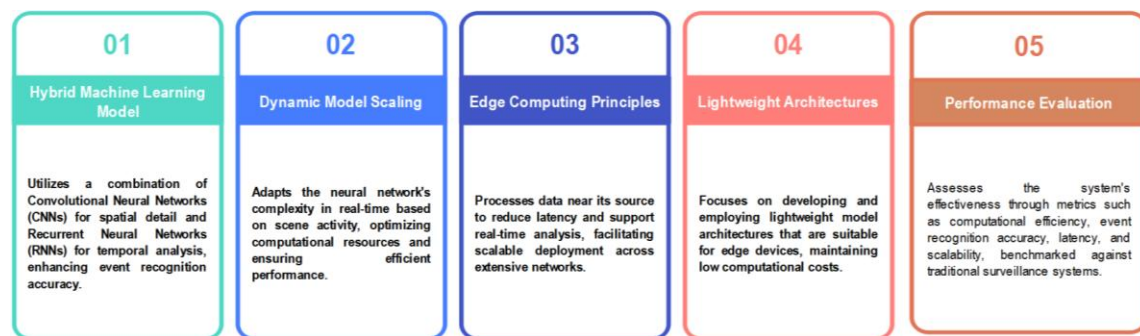 01
Hybrid Machine Learning
Model
Utilizes a combination of
Convolutional Neural Networks
(CNNs) for spatial detail and
Recurrent Neural Networks
(RNNs) for temporal analysis,
enhancing event recognition
accuracy.
02
Dynamic Model Scaling
Adapts the neural network's
complexity in real-time based
on scene activity, optimizing
computational resources and
ensuring efficient
performance.
03
Edge Computing Principles
Processes data near its source
to reduce latency and support
real-time analysis, facilitating
scalable deployment across
extensive networks.
04
Lightweight Architectures
Focuses on developing and
employing lightweight model
architectures that are suitable
for edge devices, maintaining
low computational costs.
05
Performance Evaluation
Assesses the system's
effectiveness through metrics such
as computational efficiency, event
recognition accuracy, latency, and
scalability, benchmarked against
traditional surveillance systems.